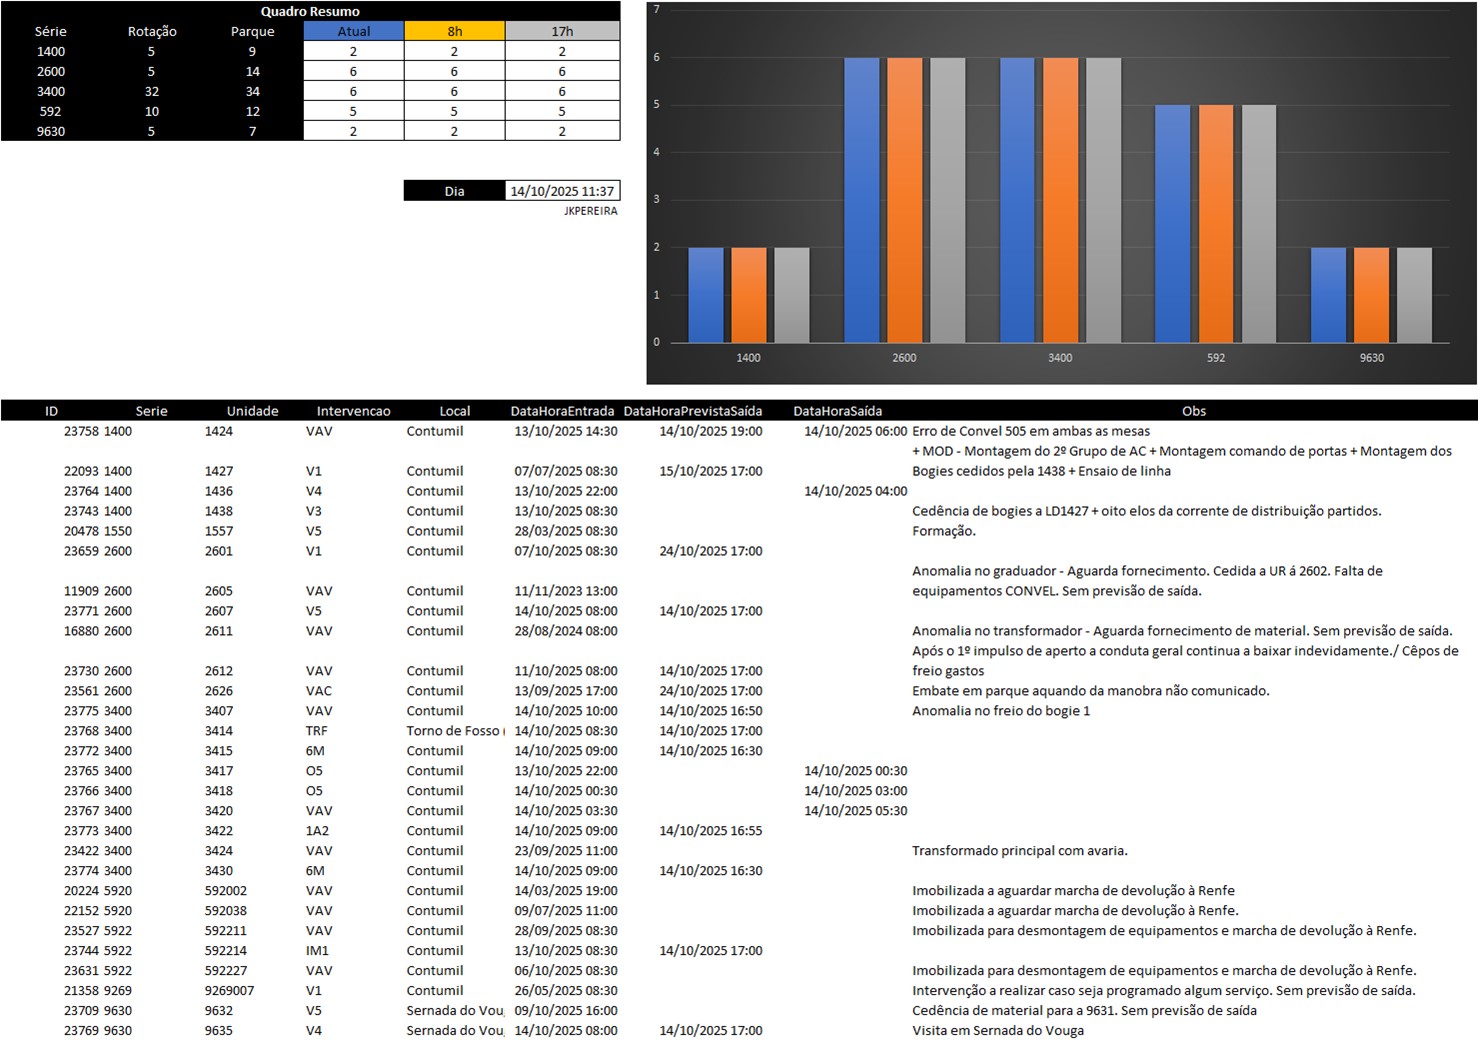 Quadro Resumo
Série Rotação Parque Atual 8h 17h
1400 5 9 2 2 2
2600 5 14 6 6 6
3400 32 34 6 6 6
592 10 12 5 5 5
9630 5 7 2 2 2
Dia 14/10/2025 11:37
JKPEREIRA
7
6
5
4
3
2
1
0
1400 2600 3400 592 9630
ID Serie Unidade Intervencao Local DataHoraEntrada DataHoraPrevistaSaída DataHoraSaída Obs
23758 1400 1424 VAV Contumil 13/10/2025 14:30 14/10/2025 19:00 14/10/2025 06:00 Erro de Convel 505 em ambas as mesas
+ MOD - Montagem do 2º Grupo de AC + Montagem comando de portas + Montagem dos
22093 1400 1427 V1 Contumil 07/07/2025 08:30 15/10/2025 17:00 Bogies cedidos pela 1438 + Ensaio de linha
23764 1400 1436 V4 Contumil 13/10/2025 22:00 14/10/2025 04:00
23743 1400 1438 V3 Contumil 13/10/2025 08:30 Cedência de bogies a LD1427 + oito elos da corrente de distribuição partidos.
20478 1550 1557 V5 Contumil 28/03/2025 08:30 Formação.
23659 2600 2601 V1 Contumil 07/10/2025 08:30 24/10/2025 17:00
Anomalia no graduador - Aguarda fornecimento. Cedida a UR á 2602. Falta de
11909 2600 2605 VAV Contumil 11/11/2023 13:00 equipamentos CONVEL. Sem previsão de saída.
23771 2600 2607 V5 Contumil 14/10/2025 08:00 14/10/2025 17:00
16880 2600 2611 VAV Contumil 28/08/2024 08:00 Anomalia no transformador - Aguarda fornecimento de material. Sem previsão de saída.
Após o 1º impulso de aperto a conduta geral continua a baixar indevidamente./ Cêpos de
23730 2600 2612 VAV Contumil 11/10/2025 08:00 14/10/2025 17:00 freio gastos
23561 2600 2626 VAC Contumil 13/09/2025 17:00 24/10/2025 17:00 Embate em parque aquando da manobra não comunicado.
23775 3400 3407 VAV Contumil 14/10/2025 10:00 14/10/2025 16:50 Anomalia no freio do bogie 1
23768 3400 3414 TRF Torno de Fosso ( 14/10/2025 08:30 14/10/2025 17:00
23772 3400 3415 6M Contumil 14/10/2025 09:00 14/10/2025 16:30
23765 3400 3417 O5 Contumil 13/10/2025 22:00 14/10/2025 00:30
23766 3400 3418 O5 Contumil 14/10/2025 00:30 14/10/2025 03:00
23767 3400 3420 VAV Contumil 14/10/2025 03:30 14/10/2025 05:30
23773 3400 3422 1A2 Contumil 14/10/2025 09:00 14/10/2025 16:55
23422 3400 3424 VAV Contumil 23/09/2025 11:00 Transformado principal com avaria.
23774 3400 3430 6M Contumil 14/10/2025 09:00 14/10/2025 16:30
20224 5920 592002 VAV Contumil 14/03/2025 19:00 Imobilizada a aguardar marcha de devolução à Renfe
22152 5920 592038 VAV Contumil 09/07/2025 11:00 Imobilizada a aguardar marcha de devolução à Renfe.
23527 5922 592211 VAV Contumil 28/09/2025 08:30 Imobilizada para desmontagem de equipamentos e marcha de devolução à Renfe.
23744 5922 592214 IM1 Contumil 13/10/2025 08:30 14/10/2025 17:00
23631 5922 592227 VAV Contumil 06/10/2025 08:30 Imobilizada para desmontagem de equipamentos e marcha de devolução à Renfe.
21358 9269 9269007 V1 Contumil 26/05/2025 08:30 Intervenção a realizar caso seja programado algum serviço. Sem previsão de saída.
23709 9630 9632 V5 Sernada do Vou 09/10/2025 16:00 Cedência de material para a 9631. Sem previsão de saída
23769 9630 9635 V4 Sernada do Vou 14/10/2025 08:00 14/10/2025 17:00 Visita em Sernada do Vouga